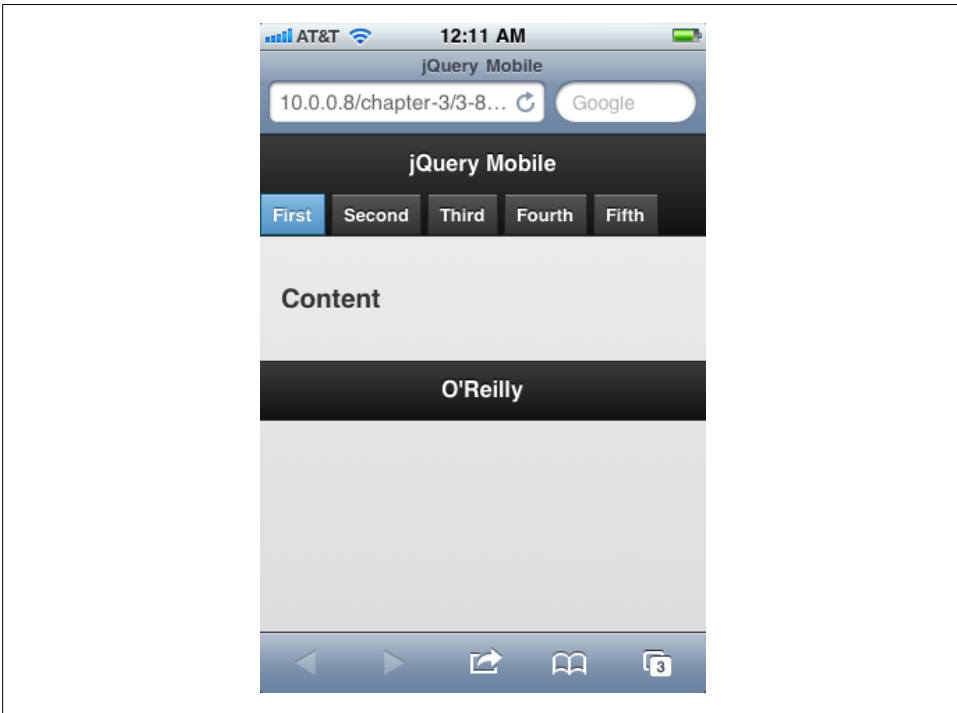 AT&T 12:11 AM
jQuery Mobile
10.0.0.8/chapter-3/3-8... Google
jQuery Mobile
First Second Third Fourth Fifth
Content
O'Reilly
3